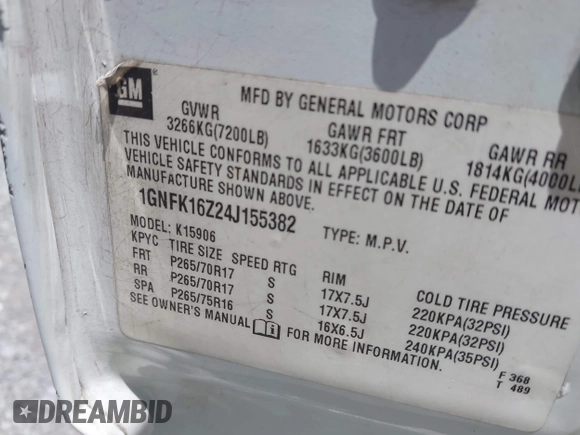 GM
MFD BY GENERAL MOTORS CORP
GVWR GAWR FRT GAWR RR
3266KG(7200LB) 1633KG(3600LB) 1814KG(4000L
THIS VEHICLE CONFORMS TO ALL APPLICABLE U.S. FEDERAL MOT
VEHICLE SAFETY STANDARDS IN EFFECT ON THE DATE OF
MANUFACTURE SHOWN ABOVE.
1GNFK16Z24J155382 TYPE: M.P.V.
MODEL: K15906
KPYC TIRE SIZE SPEED RTG RIM COLD TIRE PRESSURE
FRT P265/70R17 S 17X7.5J 220KPA(32PSI)
RR P265/70R17 S 17X7.5J 220KPA(32PSI)
SPA P265/75R16 S 16X6.5J 240KPA(35PSI)
SEE OWNER'S MANUAL FOR MORE INFORMATION.
F 368
T 489
DREAMBID